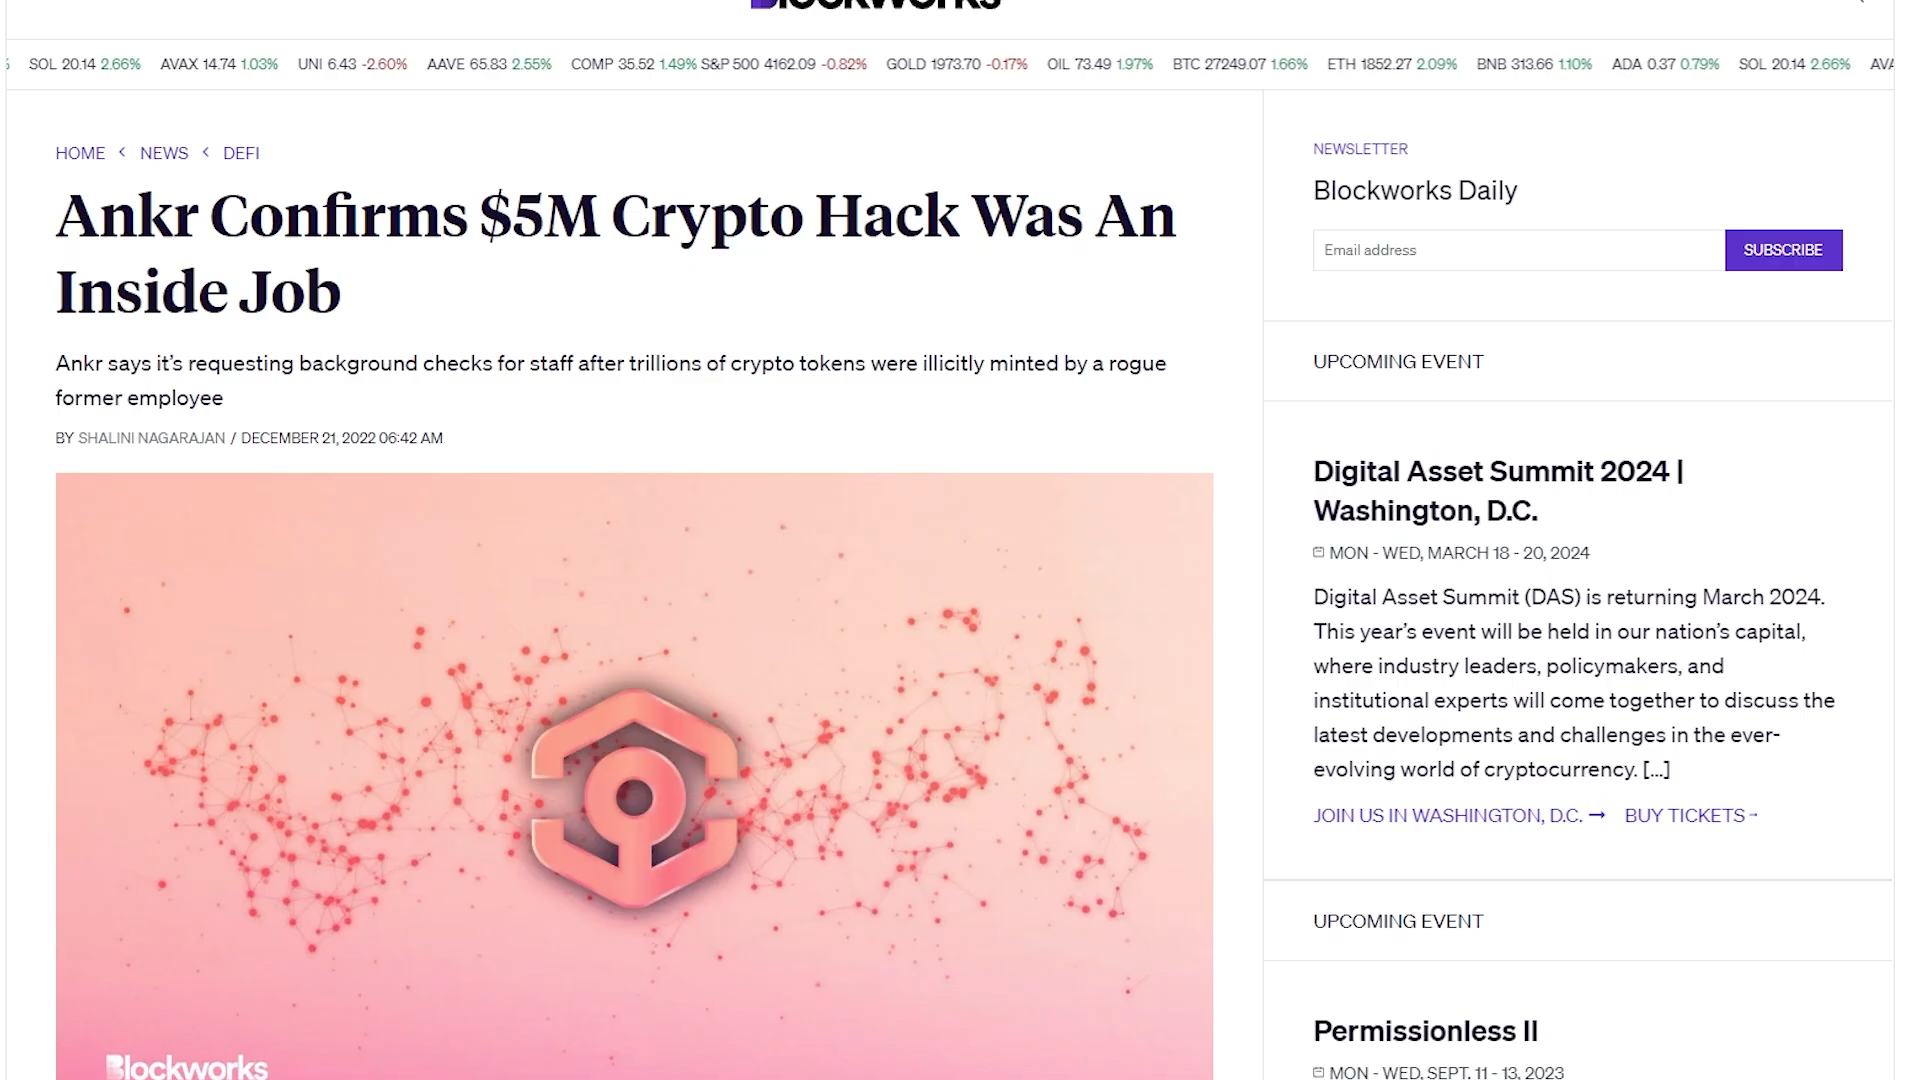 Blockworks
SOL 20.14 2.66% AVAX 14.74 1.03% UNI 6.43 -2.60% AAVE 65.83 2.55% COMP 35.52 1.49% S&P 500 4162.09 -0.82% GOLD 1973.70 -0.17% OIL 73.49 1.97% BTC 27249.07 1.66% ETH 1852.27 2.09% BNB 313.66 1.10% ADA 0.37 0.79% SOL 20.14 2.66%
HOME < NEWS < DEFI
Ankr Confirms $5M Crypto Hack Was An
Inside Job
Ankr says it’s requesting background checks for staff after trillions of crypto tokens were illicitly minted by a rogue
former employee
BY SHALINI NAGARAJAN / DECEMBER 21, 2022 06:42 AM
Blockworks
NEWSLETTER
Blockworks Daily
Email address
SUBSCRIBE
UPCOMING EVENT
Digital Asset Summit 2024 |
Washington, D.C.
MON - WED, MARCH 18 - 20, 2024
Digital Asset Summit (DAS) is returning March 2024.
This year’s event will be held in our nation’s capital,
where industry leaders, policymakers, and
institutional experts will come together to discuss the
latest developments and challenges in the ever-
evolving world of cryptocurrency. [...]
JOIN US IN WASHINGTON, D.C. → BUY TICKETS
UPCOMING EVENT
Permissionless II
MON - WED, SEPT. 11 - 13, 2023